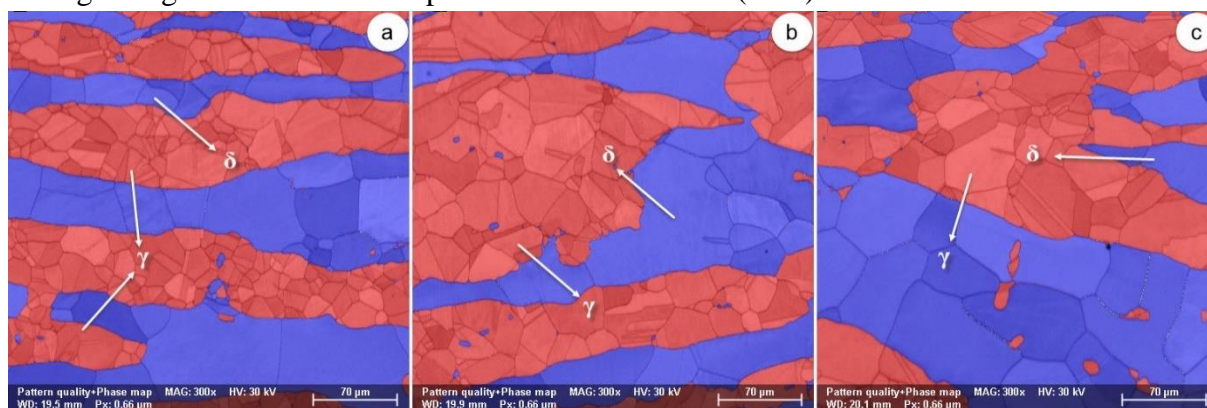 a
δ
γ
Pattern quality+Phase map MAG: 300x HV: 30 kV 70 µm
WD: 19.5 mm Px: 0.66 µm
b
δ
γ
Pattern quality+Phase map MAG: 300x HV: 30 kV 70 µm
WD: 19.9 mm Px: 0.66 µm
c
δ
γ
Pattern quality+Phase map MAG: 300x HV: 30 kV 70 µm
WD: 20.1 mm Px: 0.66 µm